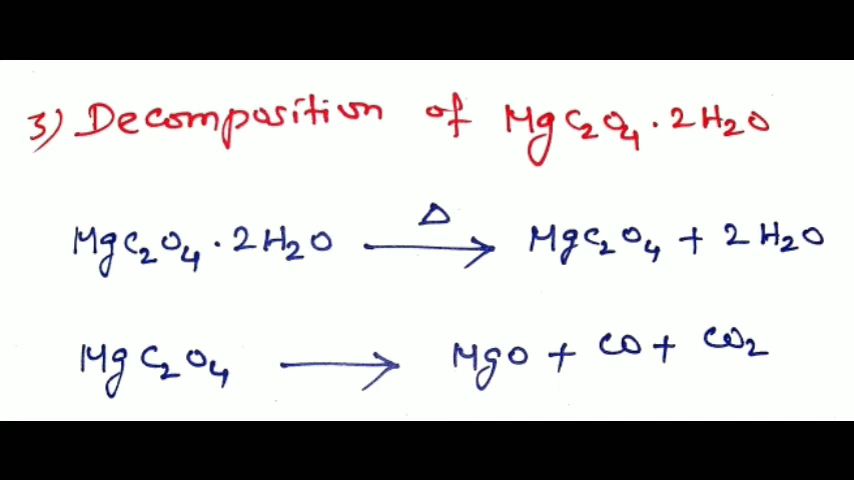 3) Decomposition of MgC₂O₄ · 2H₂O
MgC₂O₄ · 2H₂O —Δ→ MgC₂O₄ + 2H₂O
MgC₂O₄ ⟶ MgO + CO + CO₂